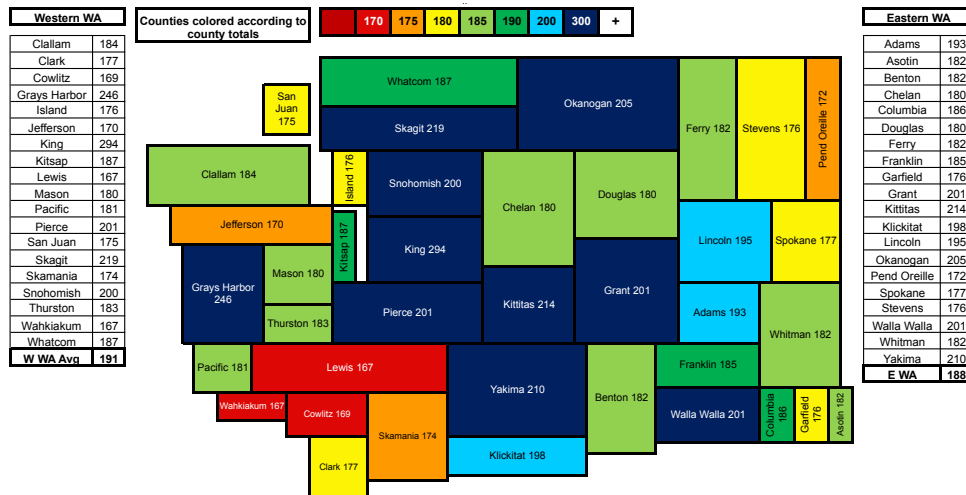 Western WA
Clallam 184
Clark 177
Cowlitz 169
Grays Harbor 246
Island 176
Jefferson 170
King 294
Kitsap 187
Lewis 167
Mason 180
Pacific 181
Pierce 201
San Juan 175
Skagit 219
Skamania 174
Snohomish 200
Thurston 183
Wahkiakum 167
Whatcom 187
W WA Avg 191
Counties colored according to
county totals
170 175 180 185 190 200 300 +
Whatcom 187
San
Juan
175
Skagit 219
Okanogan 205
Ferry 182
Stevens 176
Pend Oreille 172
Clallam 184
Island 176
Snohomish 200
Chelan 180
Douglas 180
Jefferson 170
Kitsap 187
King 294
Lincoln 195
Spokane 177
Grays Harbor
246
Mason 180
Thurston 183
Pierce 201
Kittitas 214
Grant 201
Adams 193
Whitman 182
Pacific 181
Lewis 167
Yakima 210
Benton 182
Franklin 185
Wahkiakum 167
Cowlitz 169
Skamania 174
Walla Walla 201
Columbia
186
Garfield
176
Asotin 182
Clark 177
Klickitat 198
Eastern WA
Adams 193
Asotin 182
Benton 182
Chelan 180
Columbia 186
Douglas 180
Ferry 182
Franklin 185
Garfield 176
Grant 201
Kittitas 214
Klickitat 198
Lincoln 195
Okanogan 205
Pend Oreille 172
Spokane 177
Stevens 176
Walla Walla 201
Whitman 182
Yakima 210
E WA 188